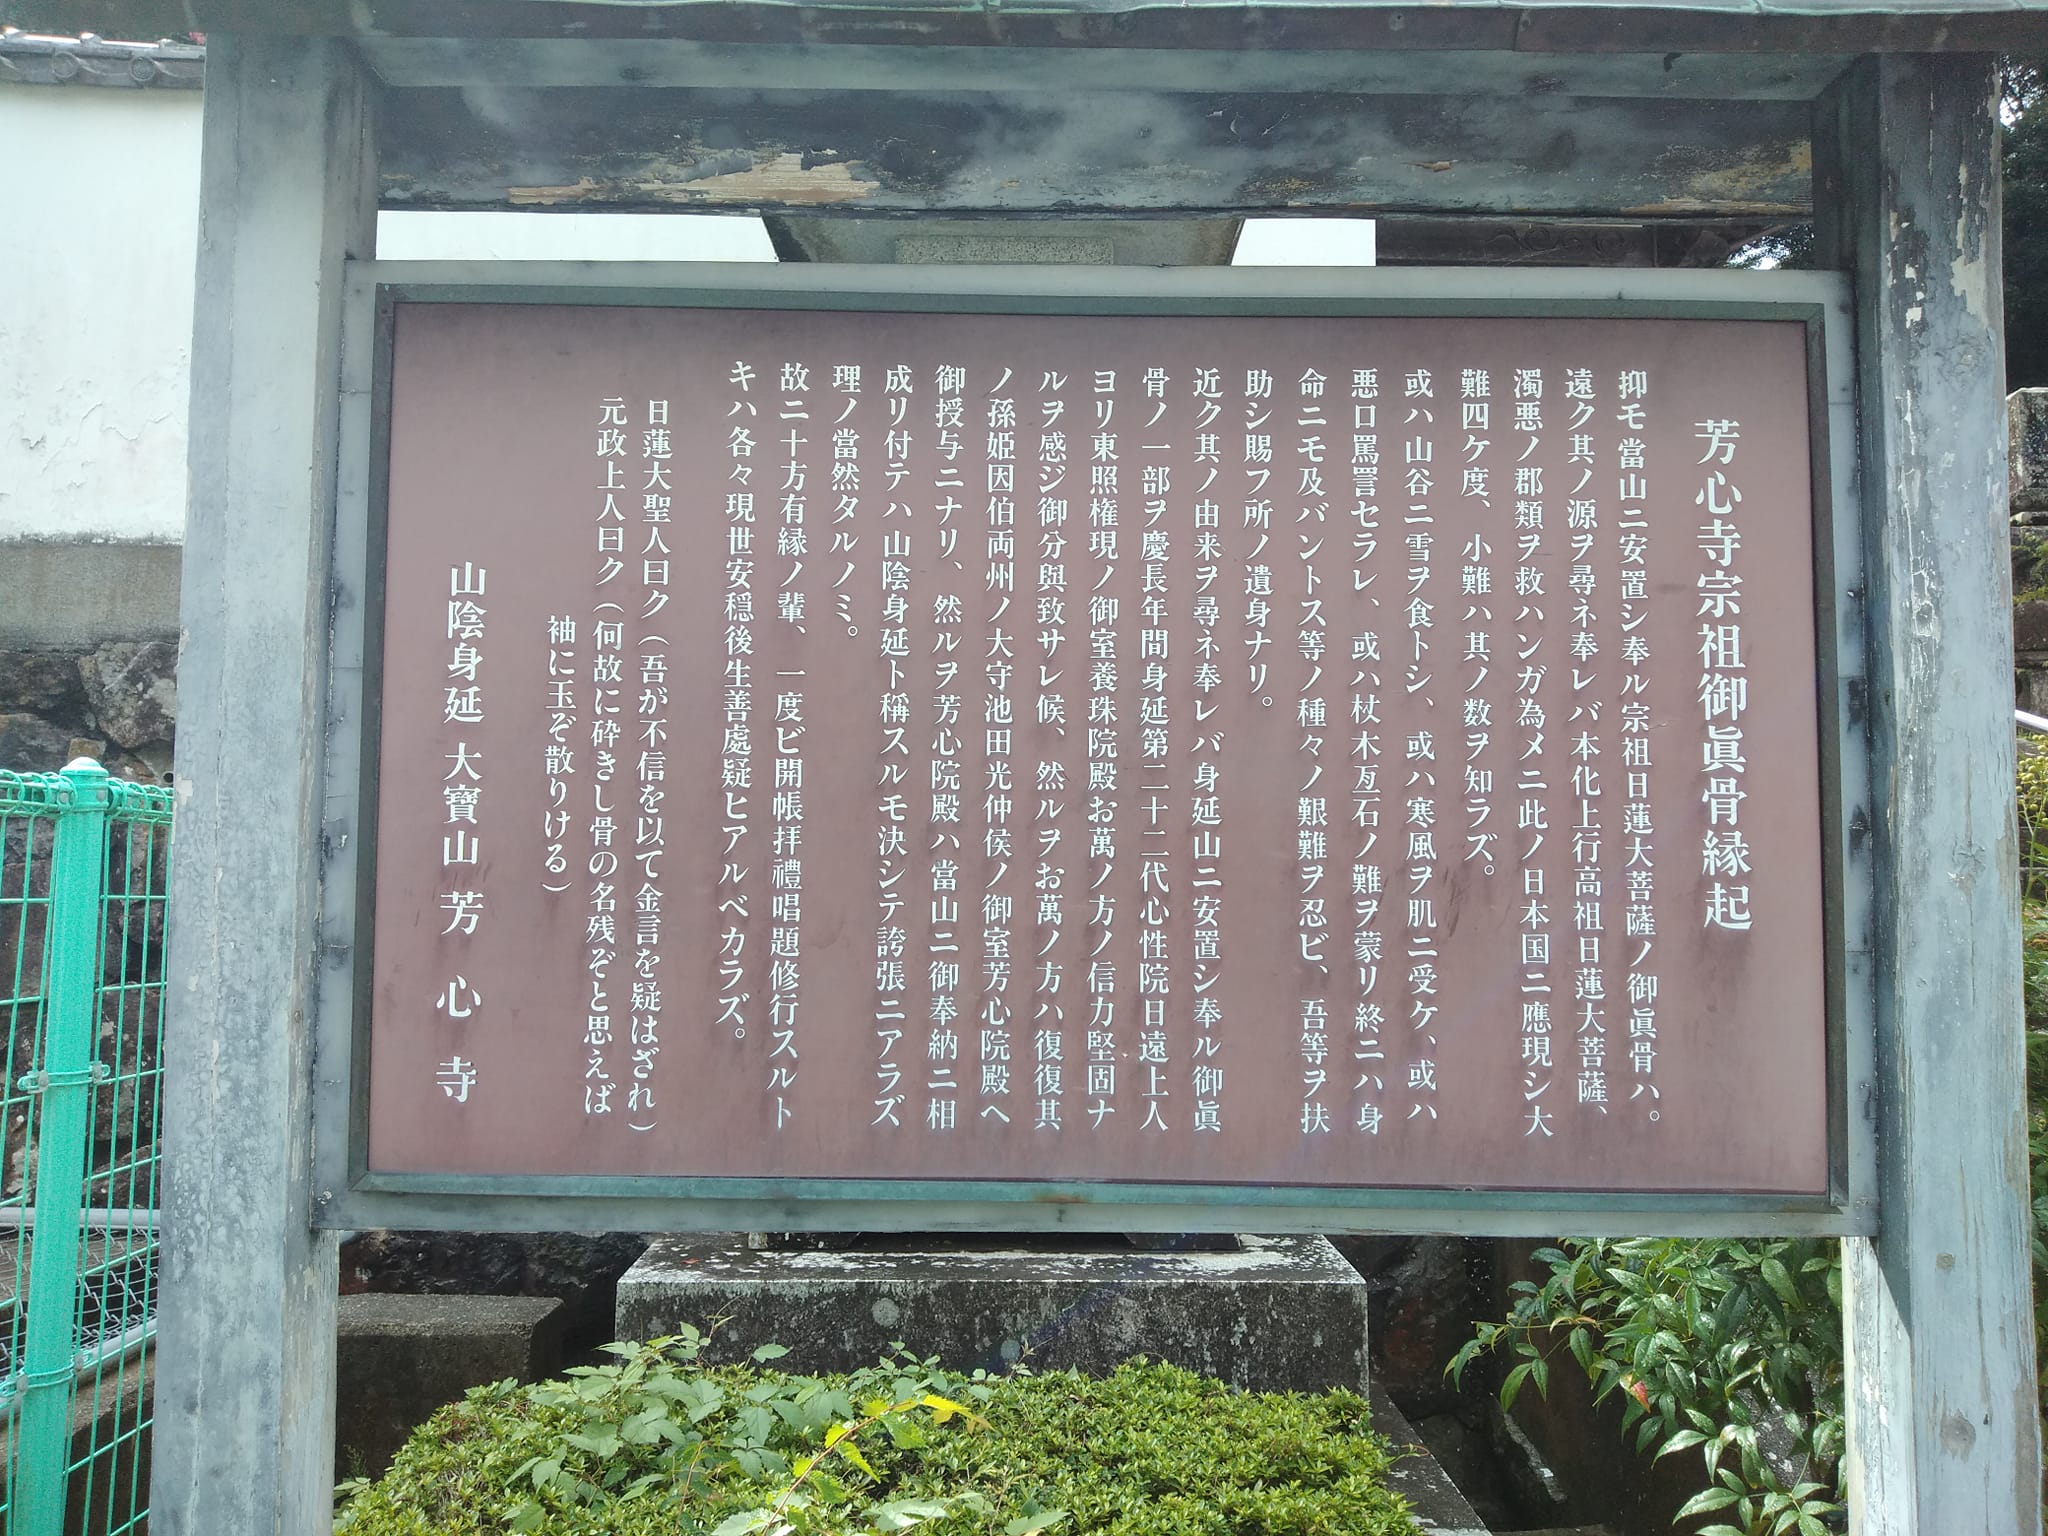 芳心寺宗祖御眞骨縁起
抑モ當山ニ安置シ奉ル宗祖日蓮大菩薩ノ御眞骨ハ。
遠ク其ノ源ヲ尋ネ奉レバ本化上行高祖日蓮大菩薩、
濁悪ノ郡類ヲ救ハンガ為メニ此ノ日本国ニ應現シ大
難四ケ度、小難ハ其ノ数ヲ知ラズ。
或ハ山谷ニ雪ヲ食トシ、或ハ寒風ヲ肌ニ受ケ、或ハ
悪口罵詈セラレ、或ハ杖木亙石ノ難ヲ蒙リ終ニハ身
命ニモ及バントス等ノ種々ノ艱難ヲ忍ビ、吾等ヲ扶
助シ賜フ所ノ遺身ナリ。
近ク其ノ由来ヲ尋ネ奉レバ身延山ニ安置シ奉ル御眞
骨ノ一部ヲ慶長年間身延第二十二代心性院日遠上人
ヨリ東照権現ノ御室養珠院殿お萬ノ方ノ信力堅固ナ
ルヲ感ジ御分與致サレ候、然ルヲお萬ノ方ハ復復其
ノ孫姫因伯両州ノ大守池田光仲侯ノ御室芳心院殿へ
御授与ニナリ、然ルヲ芳心院殿ハ當山ニ御奉納ニ相
成リ付テハ山陰身延ト稱スルモ決シテ誇張ニアラズ
理ノ當然タルノミ。
故ニ十方有縁ノ輩、一度ビ開帳拝禮唱題修行スルト
キハ各々現世安穏後生善處疑ヒアルベカラズ。
日蓮大聖人曰ク（吾が不信を以て金言を疑はざれ）
元政上人曰ク（何故に砕きし骨の名残ぞと思えば
袖に玉ぞ散りける）
山陰身延 大寶山 芳心寺